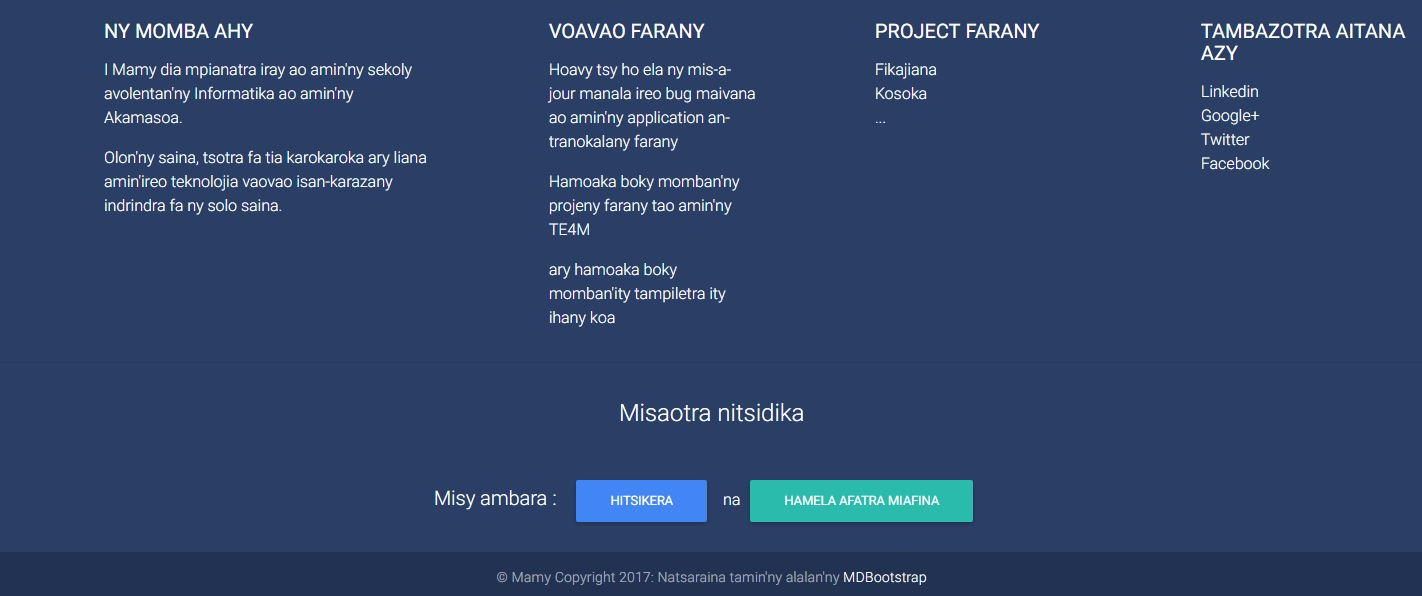 NY MOMBA AHY
I Mamy dia mpianatra iray ao amin'ny sekoly
avolentan'ny Informatika ao amin'ny
Akamasoa.
Olon'ny saina, tsotra fa tia karokaroka ary liana
amin'ireo teknolojia vaovao isan-karazany
indrindra fa ny solo saina.
VOAVAO FARANY
Hoavy tsy ho ela ny mis-a-
jour manala ireo bug maivana
ao amin'ny application an-
tranokalany farany
Hamoaka boky momban'ny
projeny farany tao amin'ny
TE4M
ary hamoaka boky
momban'ity tampiletra ity
ihany koa
PROJECT FARANY
Fikajiana
Kosoka
...
TAMBAZOTRA AITANA
AZY
Linkedin
Google+
Twitter
Facebook
Misaotra nitsidika
Misy ambara : HITSIKERA na HAMELA AFATRA MIAFINA
© Mamy Copyright 2017: Natsaraina tamin'ny alalan'ny MDBootstrap